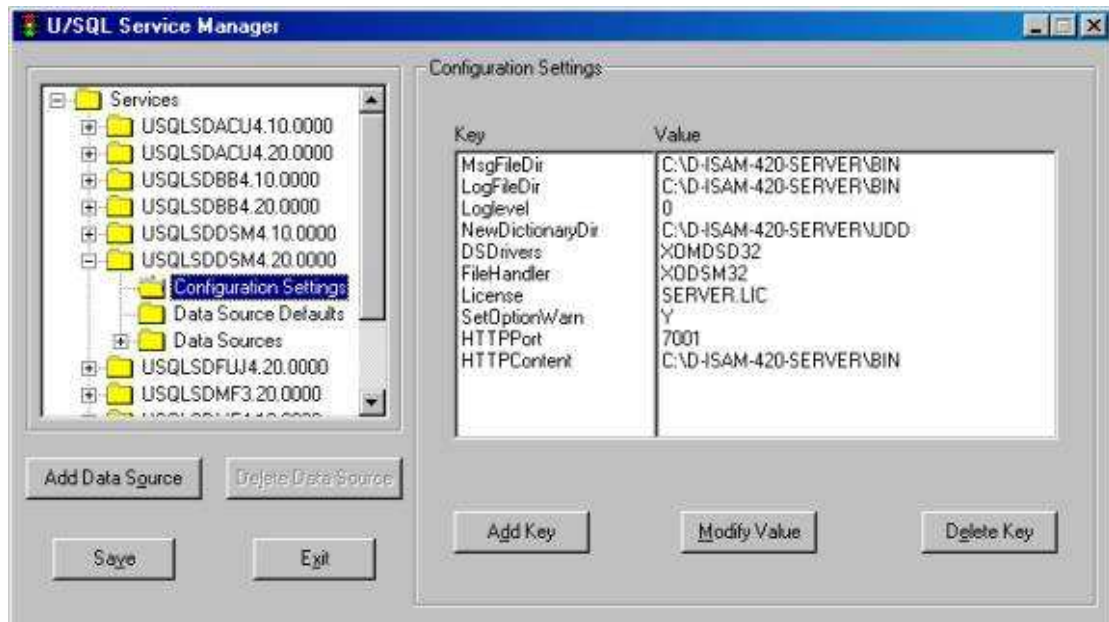 U/SQL Service Manager
Services
USQLSDACU4.10.0000
USQLSDACU4.20.0000
USQLSDBB4.10.0000
USQLSDBB4.20.0000
USQLSDDSM4.10.0000
USQLSDDSM4.20.0000
Configuration Settings
Data Source Defaults
Data Sources
USQLSDFUJ4.20.0000
USQLSDMF3.20.0000
Add Data Source
Delete Data Source
Save
Exit
Configuration Settings
Key Value
MsgFileDir C:\D-ISAM-420-SERVER\BIN
LogFileDir C:\D-ISAM-420-SERVER\BIN
Loglevel 0
NewDictionaryDir C:\D-ISAM-420-SERVER\UDD
DSDrivers XOMDSD32
FileHandler XODSM32
License SERVER.LIC
SetOptionWarn Y
HTTPPort 7001
HTTPContent C:\D-ISAM-420-SERVER\BIN
Add Key
Modify Value
Delete Key